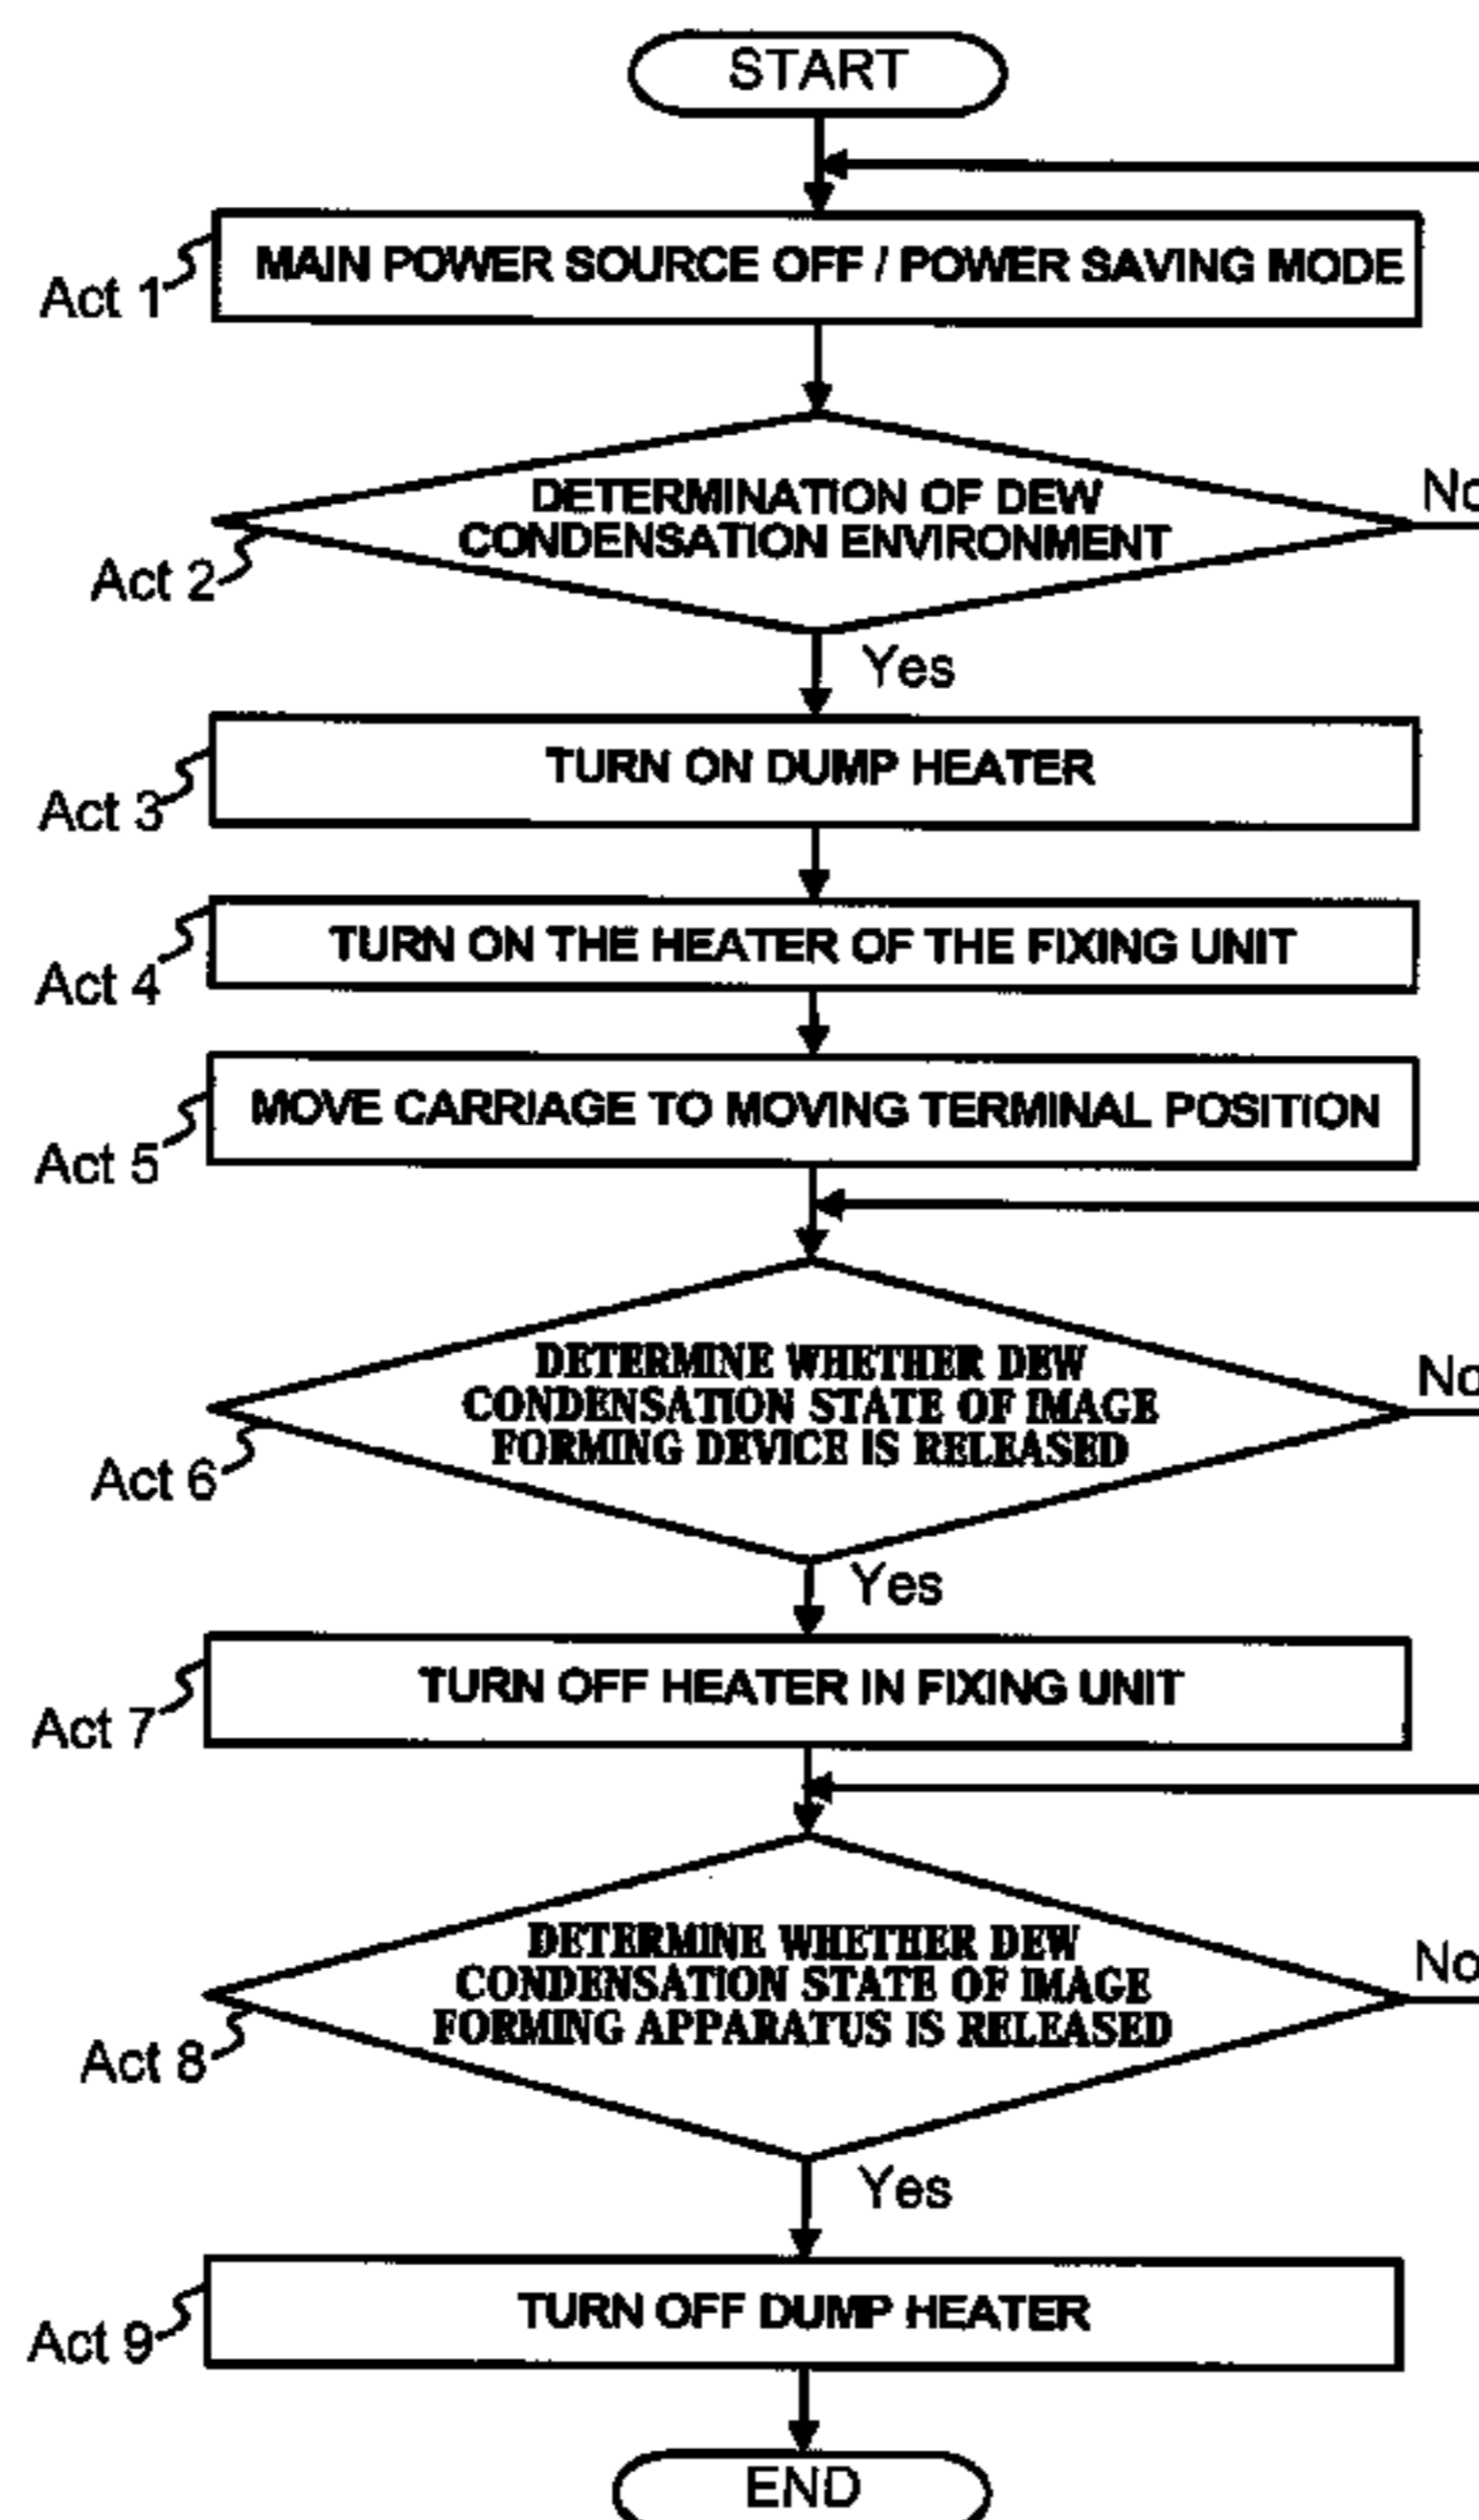 START
MAIN POWER SOURCE OFF / POWER SAVING MODE
Act 1
DETERMINATION OF DEW
CONDENSATION ENVIRONMENT
No
Act 2
Yes
TURN ON DUMP HEATER
Act 3
TURN ON THE HEATER OF THE FIXING UNIT
Act 4
MOVE CARRIAGE TO MOVING TERMINAL POSITION
Act 5
DETERMINE WHETHER DEW
CONDENSATION STATE OF IMAGE
FORMING DEVICE IS RELEASED
No
Act 6
Yes
TURN OFF HEATER IN FIXING UNIT
Act 7
DETERMINE WHETHER DEW
CONDENSATION STATE OF IMAGE
FORMING APPARATUS IS RELEASED
No
Act 8
Yes
TURN OFF DUMP HEATER
Act 9
END